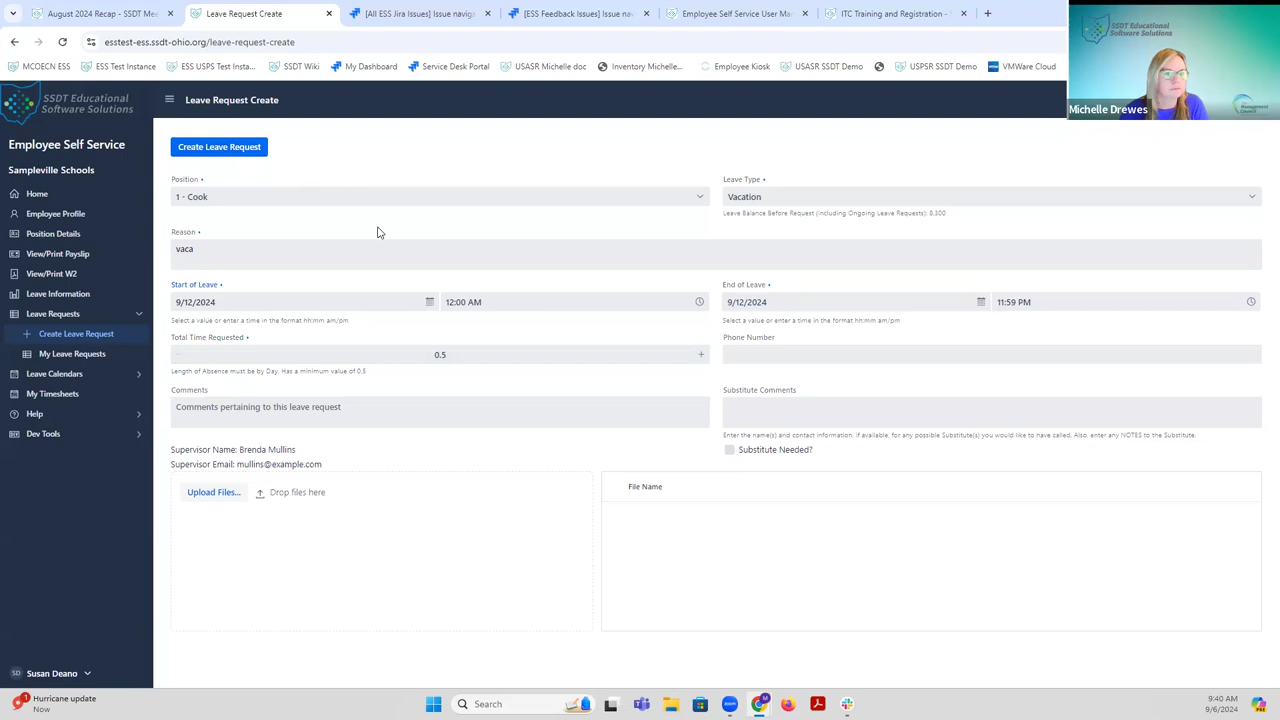 August 2024 Recap - SSDT Mee
Leave Request Create
[All ESS Jira Issues] Issue navig
[ESS Feedback Issues] Issue nav
Employee Self Service User Ma
ITC Training and Registration -
esstest-ess.ssdt-ohio.org/leave-request-create
MCOECN ESS
ESS Test Instance
ESS USPS Test Insta...
SSDT Wiki
My Dashboard
Service Desk Portal
USASR Michelle doc
Inventory Michelle...
Employee Kiosk
USASR SSDT Demo
USPSR SSDT Demo
VMWare Cloud
SSDT Educational
Software Solutions
Michelle Drewes
SSDT Educational
Software Solutions
Leave Request Create
Employee Self Service
Sampleville Schools
Home
Employee Profile
Position Details
View/Print Payslip
View/Print W2
Leave Information
Leave Requests
Create Leave Request
My Leave Requests
Leave Calendars
My Timesheets
Help
Dev Tools
SD Susan Deano
Create Leave Request
Position •
1 - Cook
Leave Type •
Vacation
Leave Balance Before Request (Including Ongoing Leave Requests): 8.300
Reason •
vaca
Start of Leave •
9/12/2024 12:00 AM
Select a value or enter a time in the format hh:mm am/pm
End of Leave •
9/12/2024 11:59 PM
Select a value or enter a time in the format hh:mm am/pm
Total Time Requested •
0.5
Length of Absence must be by Day. Has a minimum value of 0.5
Phone Number
Comments
Comments pertaining to this leave request
Substitute Comments
Enter the name(s) and contact information, if available, for any possible Substitute(s) you would like to have called. Also, enter any NOTES to the Substitute.
Supervisor Name: Brenda Mullins
Supervisor Email: mullins@example.com
Substitute Needed?
Upload Files...
Drop files here
File Name
1
Hurricane update
Now
Search
9:40 AM
9/6/2024